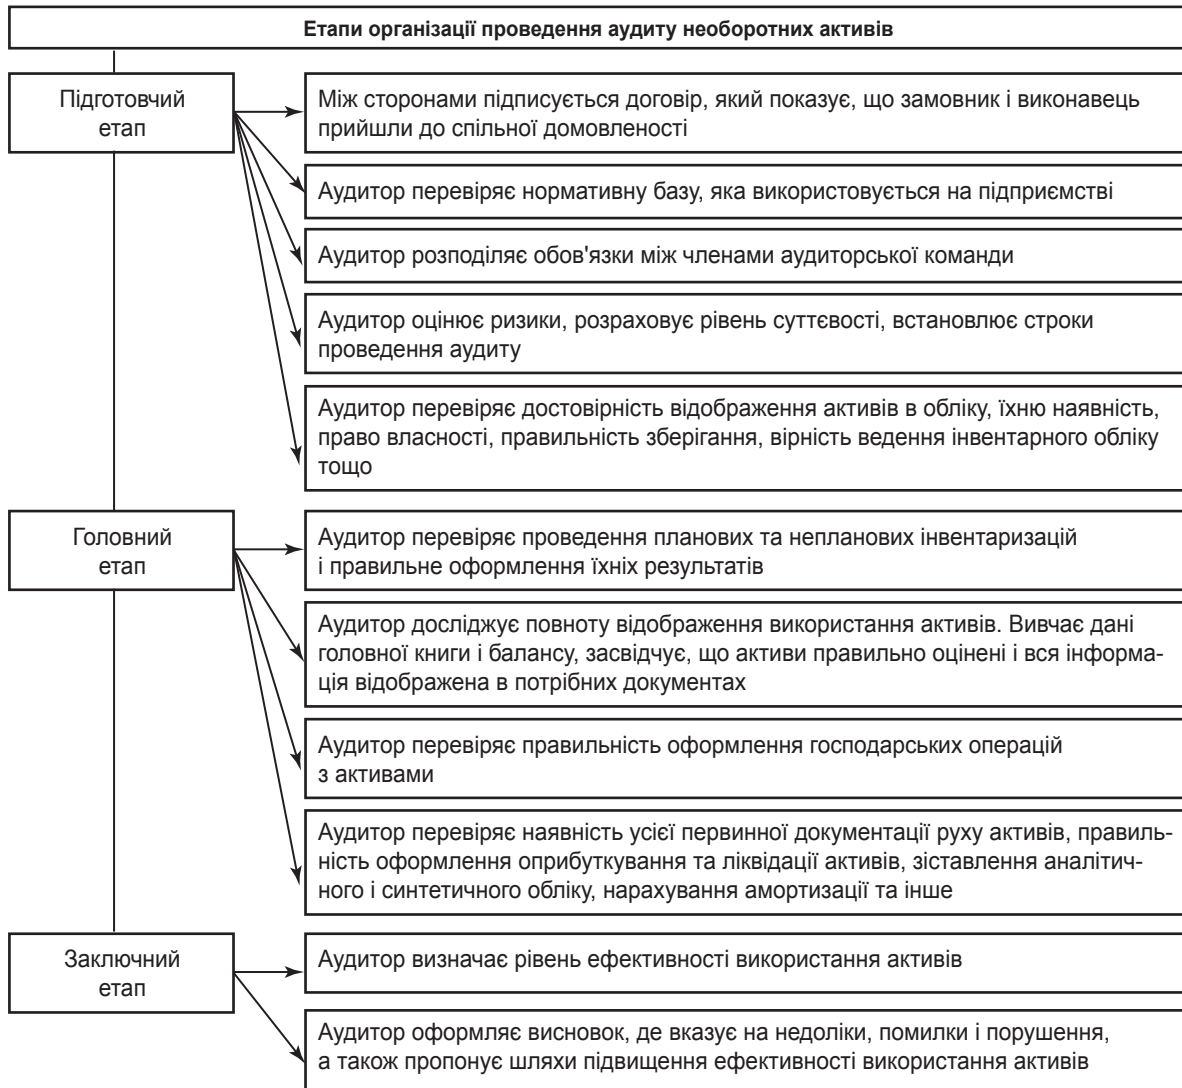 Етапи організації проведення аудиту необоротних активів
Підготовчий
етап
Між сторонами підписується договір, який показує, що замовник і виконавець
прийшли до спільної домовленості
Аудитор перевіряє нормативну базу, яка використовується на підприємстві
Аудитор розподіляє обов'язки між членами аудиторської команди
Аудитор оцінює ризики, розраховує рівень суттєвості, встановлює строки
проведення аудиту
Аудитор перевіряє достовірність відображення активів в обліку, їхню наявність,
право власності, правильність зберігання, вірність ведення інвентарного обліку
тощо
Головний
етап
Аудитор перевіряє проведення планових та непланових інвентаризацій
і правильне оформлення їхніх результатів
Аудитор досліджує повноту відображення використання активів. Вивчає дані
головної книги і балансу, засвідчує, що активи правильно оцінені і вся інформа-
ція відображена в потрібних документах
Аудитор перевіряє правильність оформлення господарських операцій
з активами
Аудитор перевіряє наявність усієї первинної документації руху активів, правиль-
ність оформлення оприбуткування та ліквідації активів, зіставлення аналітич-
ного і синтетичного обліку, нарахування амортизації та інше
Заключний
етап
Аудитор визначає рівень ефективності використання активів
Аудитор оформляє висновок, де вказує на недоліки, помилки і порушення,
а також пропонує шляхи підвищення ефективності використання активів